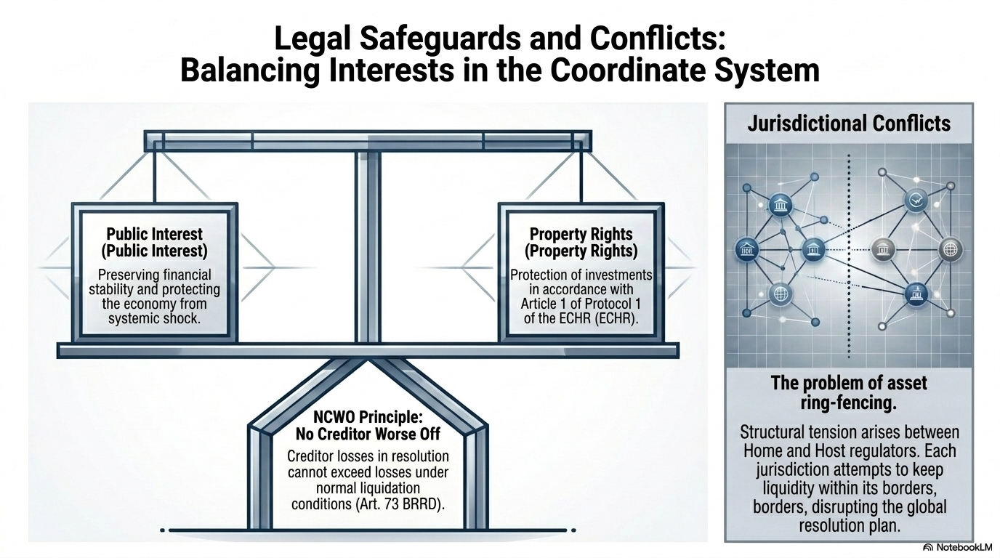 Legal Safeguards and Conflicts:
Balancing Interests in the Coordinate System
Public Interest
(Public Interest)
Preserving financial
stability and protecting
the economy from
systemic shock.
Property Rights
(Property Rights)
Protection of investments
in accordance with
Article 1 of Protocol 1
of the ECHR (ECHR).
NCWO Principle:
No Creditor Worse Off
Creditor losses in resolution
cannot exceed losses under
normal liquidation
conditions (Art. 73 BRRD).
Jurisdictional Conflicts
The problem of asset
ring-fencing.
Structural tension arises between
Home and Host regulators. Each
jurisdiction attempts to keep
liquidity within its borders,
borders, disrupting the global
resolution plan.
NotebookLM